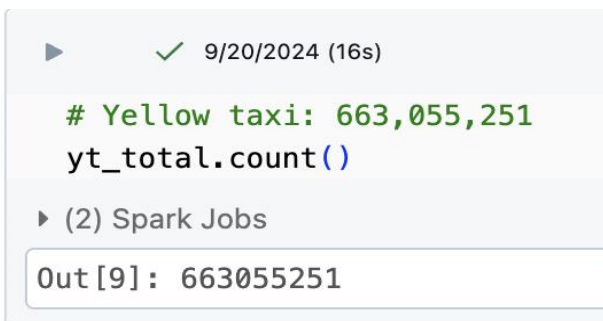 9/20/2024 (16s)
# Yellow taxi: 663,055,251
yt_total.count()
(2) Spark Jobs
Out[9]: 663055251